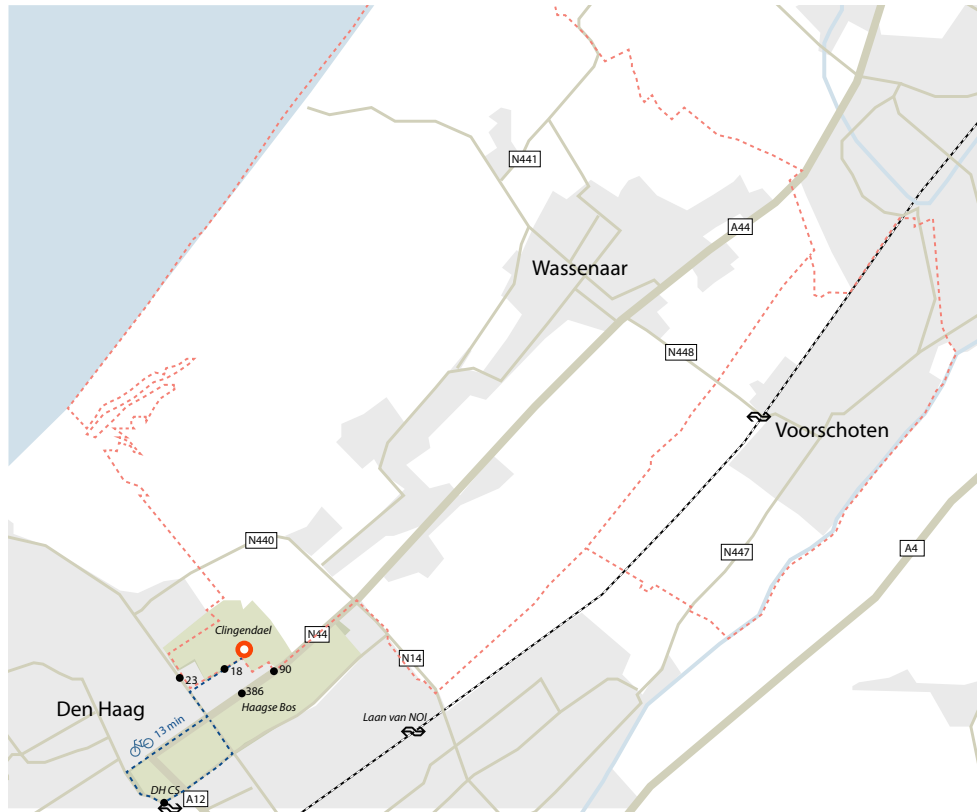 N441
A44
Wassenaar
N448
Voorschoten
N440
N447
A4
Clingendael
N44
N14
18
90
23
386
Haagse Bos
Den Haag
Laan van NOI
13 min
DH CS
A12